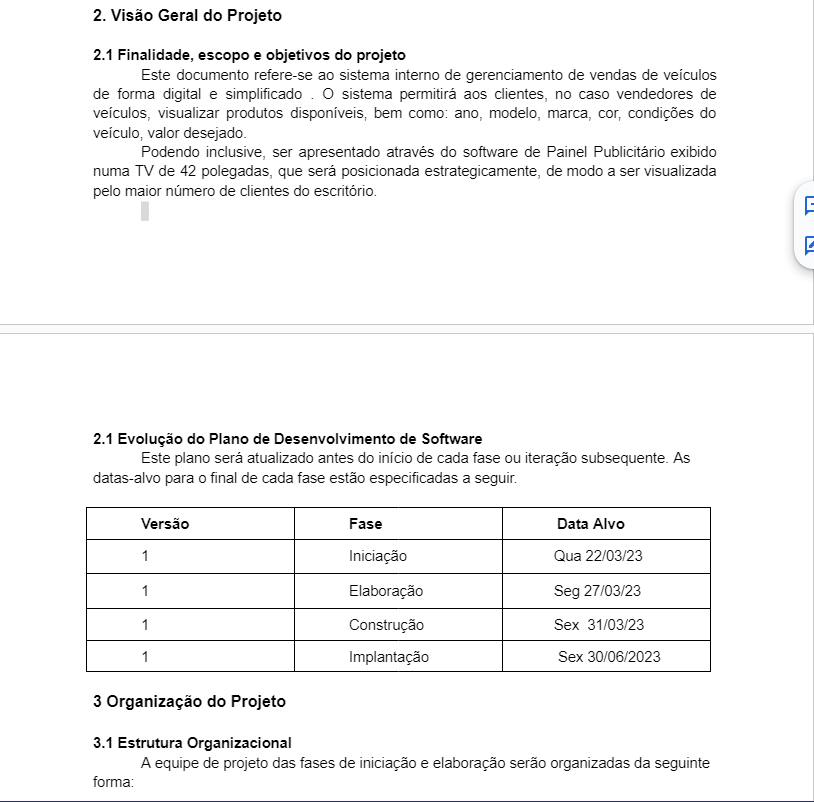 2. Visão Geral do Projeto
2.1 Finalidade, escopo e objetivos do projeto
Este documento refere-se ao sistema interno de gerenciamento de vendas de veículos
de forma digital e simplificado . O sistema permitirá aos clientes, no caso vendedores de
veículos, visualizar produtos disponíveis, bem como: ano, modelo, marca, cor, condições do
veículo, valor desejado.
Podendo inclusive, ser apresentado através do software de Painel Publicitário exibido
numa TV de 42 polegadas, que será posicionada estrategicamente, de modo a ser visualizada
pelo maior número de clientes do escritório.
2.1 Evolução do Plano de Desenvolvimento de Software
Este plano será atualizado antes do início de cada fase ou iteração subsequente. As
datas-alvo para o final de cada fase estão especificadas a seguir.
Versão Fase Data Alvo
1 Iniciação Qua 22/03/23
1 Elaboração Seg 27/03/23
1 Construção Sex 31/03/23
1 Implantação Sex 30/06/2023
3 Organização do Projeto
3.1 Estrutura Organizacional
A equipe de projeto das fases de iniciação e elaboração serão organizadas da seguinte
forma: